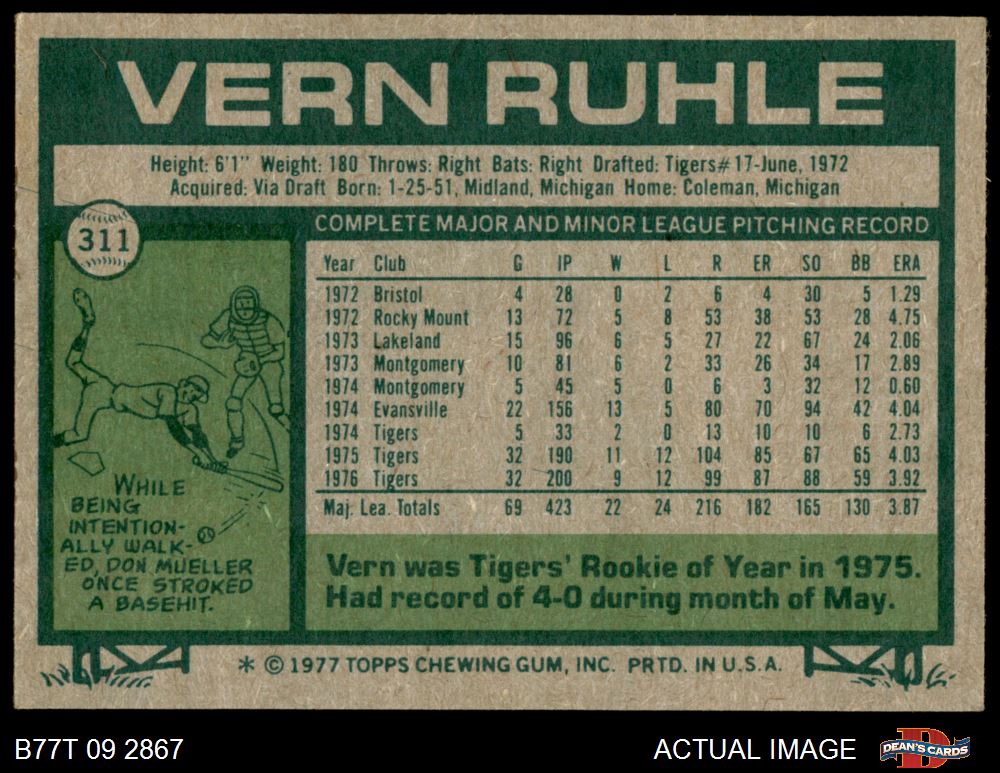 VERN RUHLE
Height: 6'1" Weight: 180 Throws: Right Bats: Right Drafted: Tigers#17-June, 1972
Acquired: Via Draft Born: 1-25-51, Midland, Michigan Home: Coleman, Michigan
311
COMPLETE MAJOR AND MINOR LEAGUE PITCHING RECORD
Year Club G IP W L R ER SO BB ERA
1972 Bristol 4 28 0 2 6 4 30 5 1.29
1972 Rocky Mount 13 72 5 8 53 38 53 28 4.75
1973 Lakeland 15 96 6 5 27 22 67 24 2.06
1973 Montgomery 10 81 6 2 33 26 34 17 2.89
1974 Montgomery 5 45 5 0 6 3 32 12 0.60
1974 Evansville 22 156 13 5 80 70 94 42 4.04
1974 Tigers 5 33 2 0 13 10 10 6 2.73
1975 Tigers 32 190 11 12 104 85 67 65 4.03
1976 Tigers 32 200 9 12 99 87 88 59 3.92
Maj. Lea. Totals 69 423 22 24 216 182 165 130 3.87
WHILE
BEING
INTENTION-
ALLY WALK-
ED, DON MUELLER
ONCE STROKED
A BASEHIT.
Vern was Tigers' Rookie of Year in 1975.
Had record of 4-0 during month of May.
* © 1977 TOPPS CHEWING GUM, INC. PRTD. IN U.S.A.
B77T 09 2867
ACTUAL IMAGE
DEAN'S CARDS